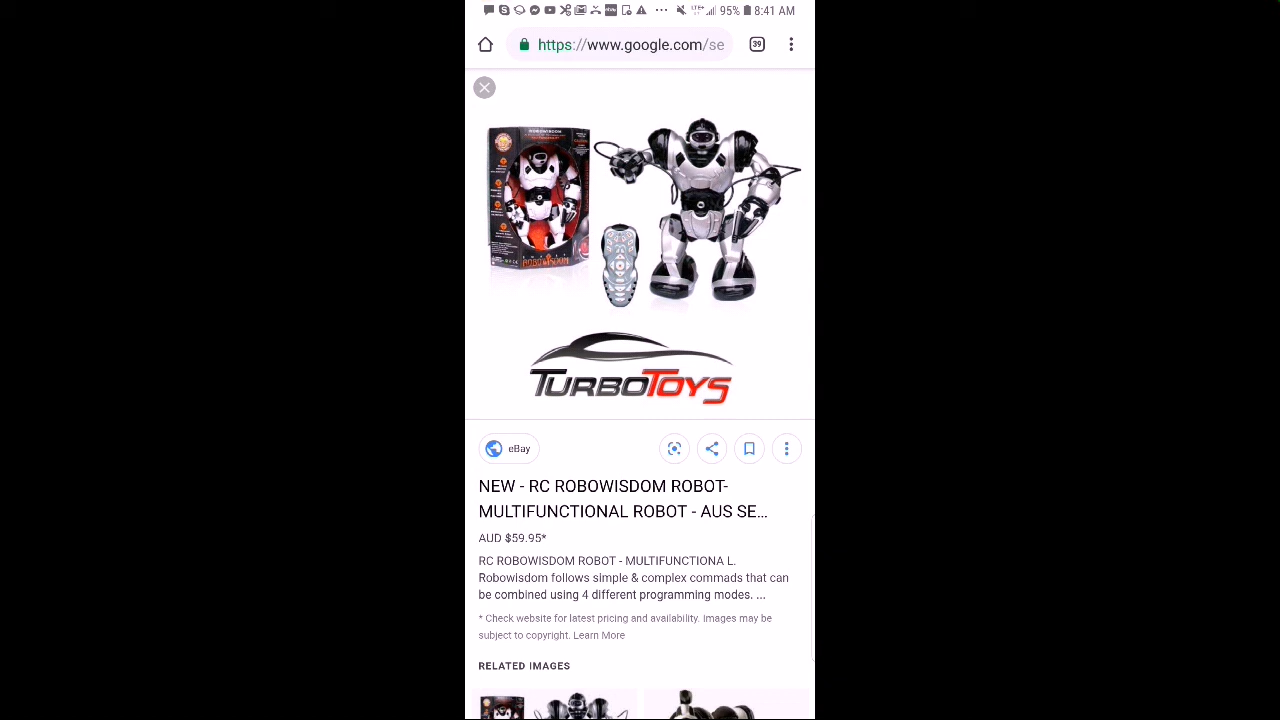 95% 8:41 AM
https://www.google.com/se
39
ROBOWISDOM
TURBOTOYS
eBay
NEW - RC ROBOWISDOM ROBOT-
MULTIFUNCTIONAL ROBOT - AUS SE...
AUD $59.95*
RC ROBOWISDOM ROBOT - MULTIFUNCTIONA L.
Robowisdom follows simple & complex commads that can
be combined using 4 different programming modes. ...
* Check website for latest pricing and availability. Images may be
subject to copyright. Learn More
RELATED IMAGES